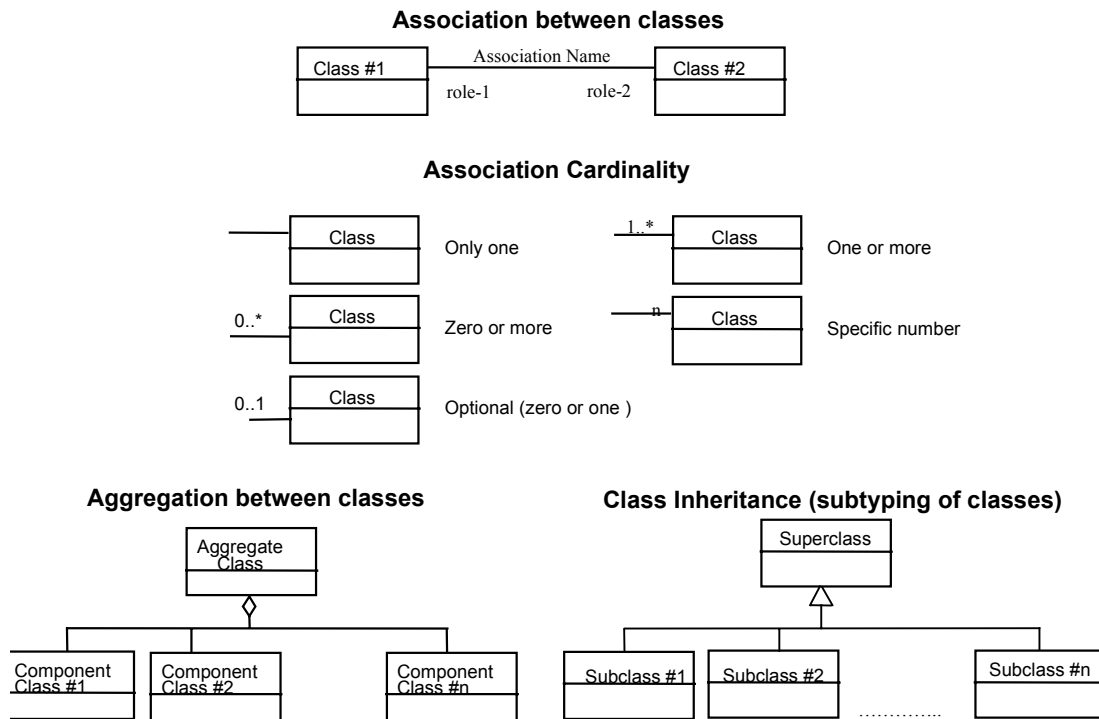 Association between classes
Class #1
Association Name
Class #2
role-1
role-2
Association Cardinality
Class
Only one
1..*
Class
One or more
0..*
Class
Zero or more
n
Class
Specific number
0..1
Class
Optional (zero or one )
Aggregation between classes
Class Inheritance (subtyping of classes)
Aggregate
Class
Superclass
Component
Class #1
Component
Class #2
Component
Class #n
Subclass #1
Subclass #2
Subclass #n
…………..